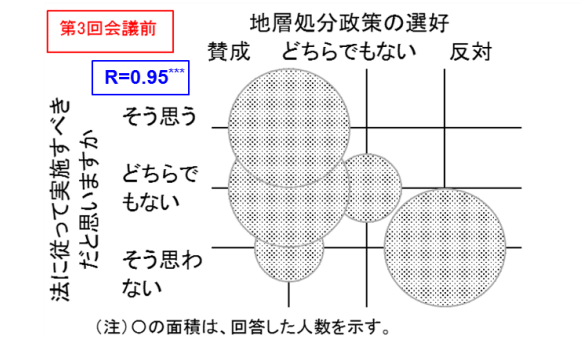 第3回会議前
地層処分政策の選好
賛成 どちらでもない 反対
R=0.95***
法に従って実施すべき
だと思いますか
そう思う
どちらで
もない
そう思わ
ない
（注）○の面積は、回答した人数を示す。